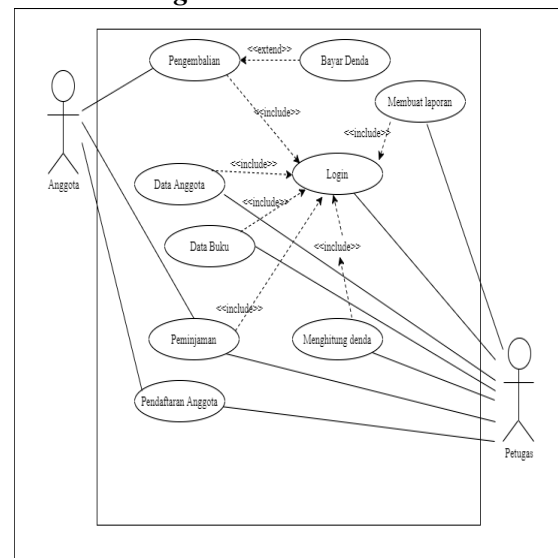 <<extend>>
Pengembalian
Bayar Denda
Membuat laporan
<<include>>
<<include>>
Anggota
Data Anggota
<<include>>
Login
<<include>>
Data Buku
<<include>>
<<include>>
Peminjaman
Menghitung denda
Pendaftaran Anggota
Petugas